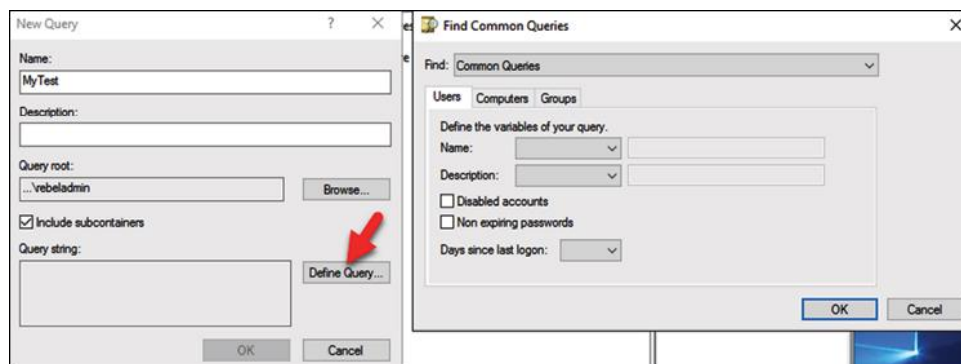 New Query
Name:
MyTest
Description:
Query root:
...\rebeladmin
Browse...
Include subcontainers
Query string:
Define Query...
OK Cancel
Find Common Queries
Find: Common Queries
Users Computers Groups
Define the variables of your query.
Name:
Description:
Disabled accounts
Non expiring passwords
Days since last logon:
OK Cancel